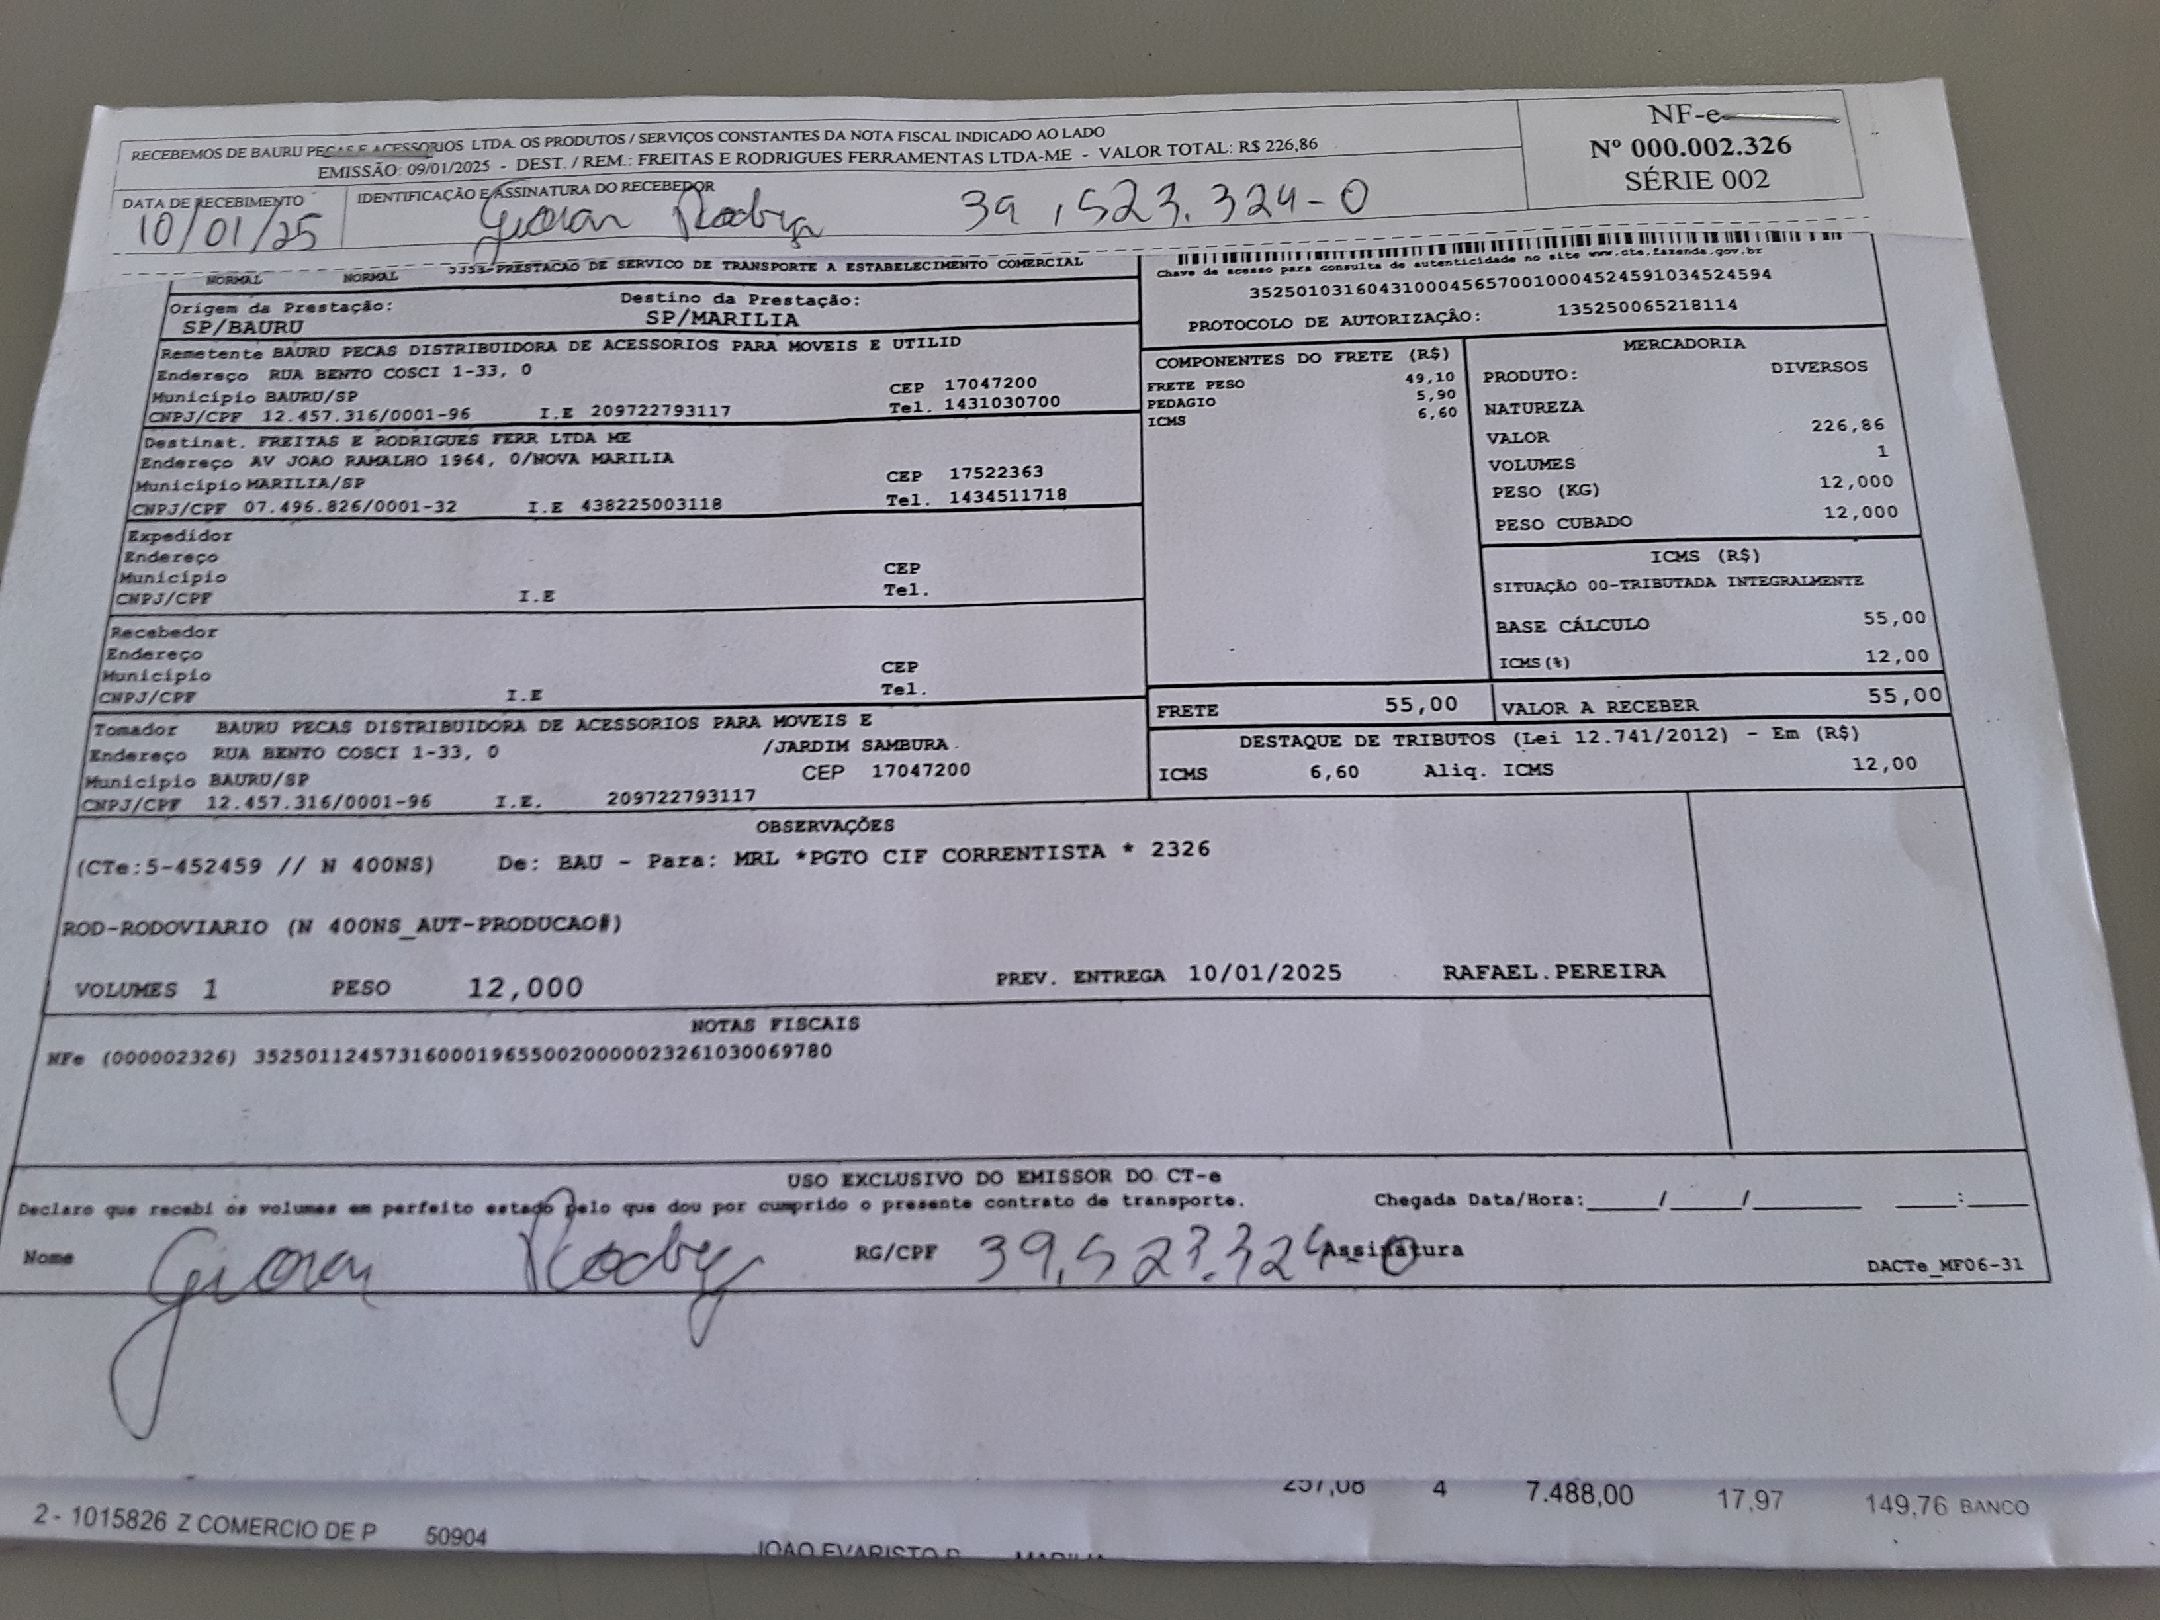 RECEBEMOS DE BAURU PECAS E ACESSORIOS LTDA. OS PRODUTOS / SERVIÇOS CONSTANTES DA NOTA FISCAL INDICADO AO LADO
EMISSÃO: 09/01/2025 - DEST. / REM.: FREITAS E RODRIGUES FERRAMENTAS LTDA-ME - VALOR TOTAL: R$ 226,86
NF-e
Nº 000.002.326
SÉRIE 002
DATA DE RECEBIMENTO
10/01/25
IDENTIFICAÇÃO E ASSINATURA DO RECEBEDOR
39.523.324-0
NORMAL NORMAL 5353-PRESTACAO DE SERVICO DE TRANSPORTE A ESTABELECIMENTO COMERCIAL
Origem da Prestação: Destino da Prestação:
SP/BAURU SP/MARILIA
Chave de acesso para consulta de autenticidade no site www.cte.fazenda.gov.br
35250103160431000456570010004524591034524594
PROTOCOLO DE AUTORIZAÇÃO: 135250065218114
Remetente BAURU PECAS DISTRIBUIDORA DE ACESSORIOS PARA MOVEIS E UTILID
Endereço RUA BENTO COSCI 1-33, 0
Município BAURU/SP CEP 17047200
CNPJ/CPF 12.457.316/0001-96 I.E 209722793117 Tel. 1431030700
Destinat. FREITAS E RODRIGUES FERR LTDA ME
Endereço AV JOAO RAMALHO 1964, 0/NOVA MARILIA
Município MARILIA/SP CEP 17522363
CNPJ/CPF 07.496.826/0001-32 I.E 438225003118 Tel. 1434511718
Expedidor
Endereço
Município CEP
CNPJ/CPF I.E Tel.
Recebedor
Endereço
Município CEP
CNPJ/CPF I.E Tel.
Tomador BAURU PECAS DISTRIBUIDORA DE ACESSORIOS PARA MOVEIS E
Endereço RUA BENTO COSCI 1-33, 0 /JARDIM SAMBURA
Município BAURU/SP CEP 17047200
CNPJ/CPF 12.457.316/0001-96 I.E. 209722793117
COMPONENTES DO FRETE (R$)
FRETE PESO 49,10
PEDAGIO 5,90
ICMS 6,60
MERCADORIA
PRODUTO: DIVERSOS
NATUREZA
VALOR 226,86
VOLUMES 1
PESO (KG) 12,000
PESO CUBADO 12,000
ICMS (R$)
SITUAÇÃO 00-TRIBUTADA INTEGRALMENTE
BASE CÁLCULO 55,00
ICMS(%) 12,00
FRETE 55,00 VALOR A RECEBER 55,00
DESTAQUE DE TRIBUTOS (Lei 12.741/2012) - Em (R$)
ICMS 6,60 Aliq. ICMS 12,00
OBSERVAÇÕES
(CTe:5-452459 // N 400NS) De: BAU - Para: MRL *PGTO CIF CORRENTISTA * 2326
ROD-RODOVIARIO (N 400NS_AUT-PRODUCAO#)
VOLUMES 1 PESO 12,000 PREV. ENTREGA 10/01/2025 RAFAEL.PEREIRA
NOTAS FISCAIS
NFe (000002326) 35250112457316000196550020000023261030069780
USO EXCLUSIVO DO EMISSOR DO CT-e
Declaro que recebi os volumes em perfeito estado pelo que dou por cumprido o presente contrato de transporte. Chegada Data/Hora:_____/_____/________ ____:____
Nome RG/CPF 39.523.324-0 Assinatura
DACTe_MF06-31
4 7.488,00 17,97 149,76 BANCO
2 - 1015826 Z COMERCIO DE P 50904
JOAO EVARISTO